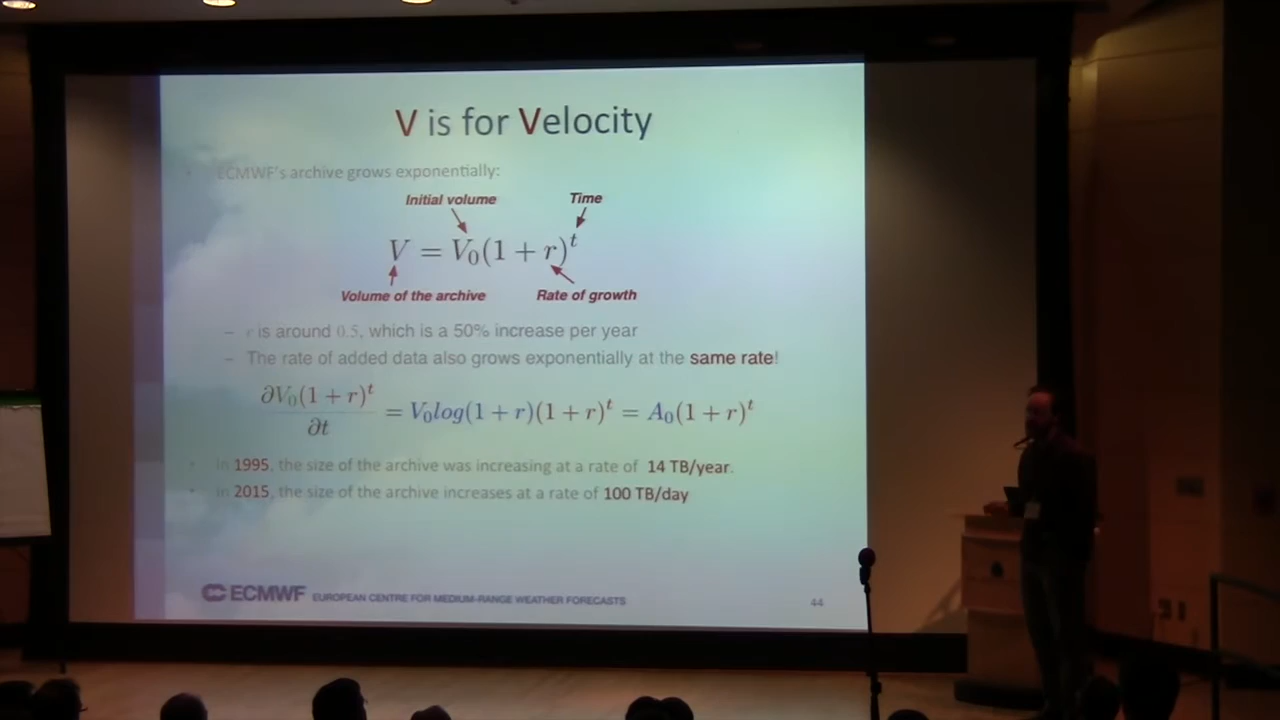 V is for Velocity
• ECMWF's archive grows exponentially:
Initial volume Time
V = V₀(1 + r)ᵗ
Volume of the archive Rate of growth
– r is around 0.5, which is a 50% increase per year
– The rate of added data also grows exponentially at the same rate!
∂V₀(1 + r)ᵗ / ∂t = V₀log(1 + r)(1 + r)ᵗ = A₀(1 + r)ᵗ
• In 1995, the size of the archive was increasing at a rate of 14 TB/year.
• In 2015, the size of the archive increases at a rate of 100 TB/day
ECMWF EUROPEAN CENTRE FOR MEDIUM-RANGE WEATHER FORECASTS 44